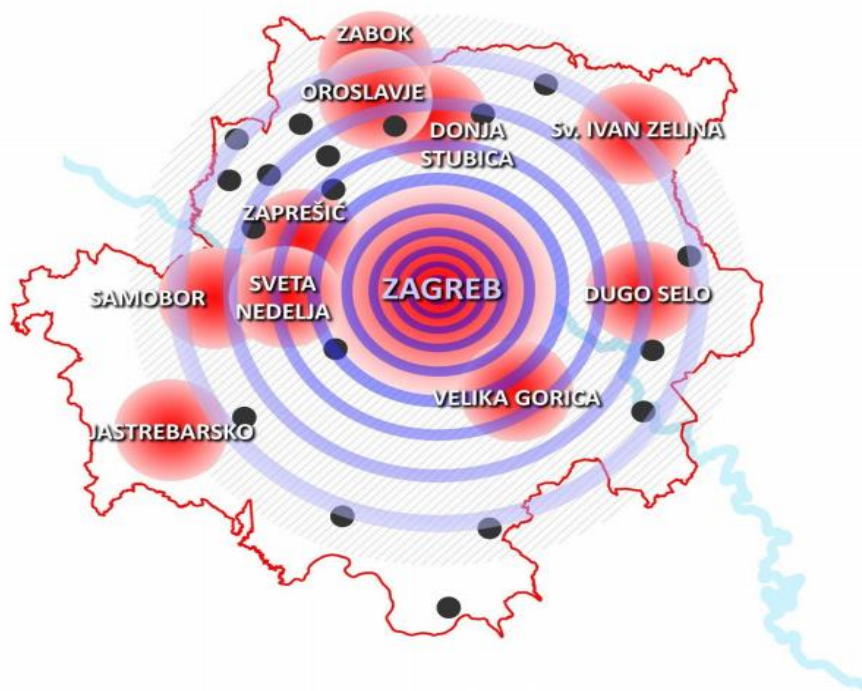 ZABOK
OROSLAVJE
DONJA
STUBICA
Sv. IVAN ZELINA
ZAPREŠIĆ
SAMOBOR
SVETA
NEDELJA
ZAGREB
DUGO SELO
VELIKA GORICA
JASTREBARSKO